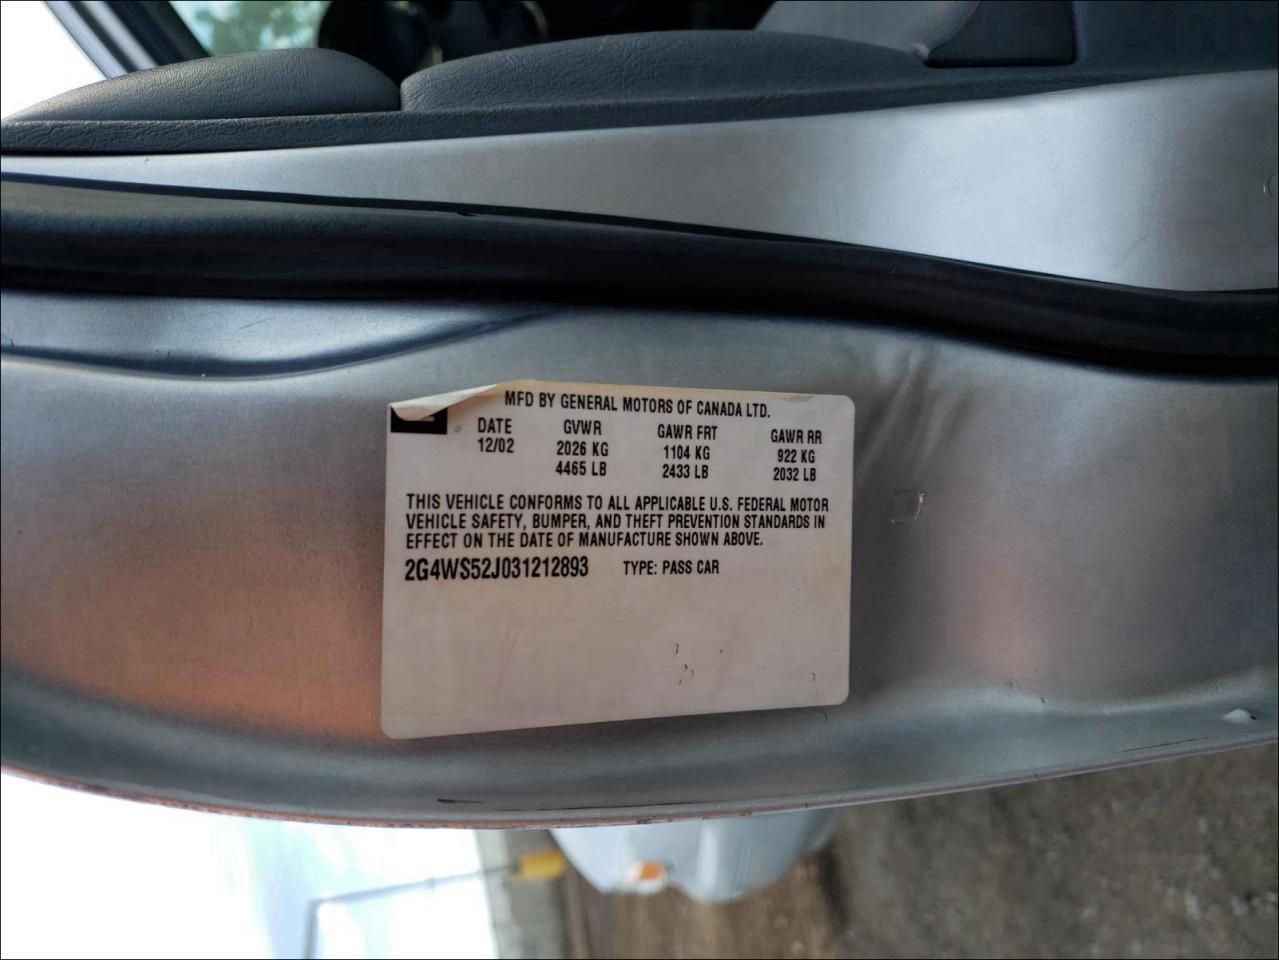 MFD BY GENERAL MOTORS OF CANADA LTD.
DATE GVWR GAWR FRT GAWR RR
12/02 2026 KG 1104 KG 922 KG
4465 LB 2433 LB 2032 LB
THIS VEHICLE CONFORMS TO ALL APPLICABLE U.S. FEDERAL MOTOR
VEHICLE SAFETY, BUMPER, AND THEFT PREVENTION STANDARDS IN
EFFECT ON THE DATE OF MANUFACTURE SHOWN ABOVE.
2G4WS52J031212893 TYPE: PASS CAR